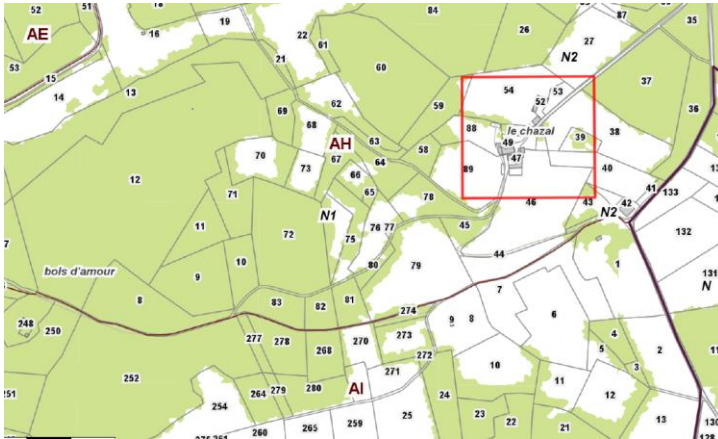 52 51 18 19 22 84 26 87 35
AE 16 27
53 61 N2
15 21 60 37
14 13 54 53
62 59 52 36
69 68 88 le chazal 38
AH 63 49 39
67 64 58 47
70 73 66 89 40
12 71 65 78 46 43 42 41 133
N1 76 77 45 N2
11 72 75 132
10 80 79 44 1 131
bois d'amour 9 N
8 83 82 81 274 7
248 250 277 278 268 270 273 9 8 6 4 2
272 5
252 271 10 3
251 264 279 280 AI 24 11 12
254 23
260 265 259 25 22 21 13 130